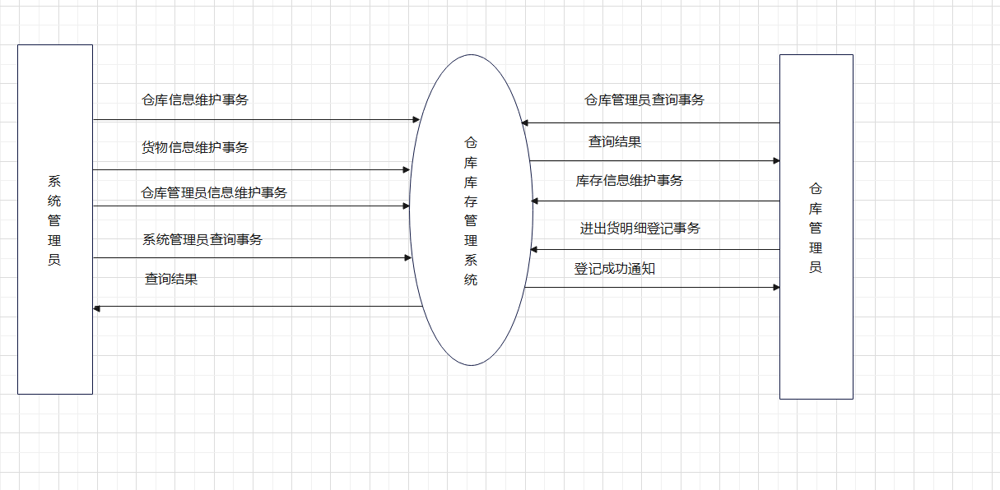 系统管理员
仓库信息维护事务
货物信息维护事务
仓库管理员信息维护事务
系统管理员查询事务
查询结果
仓库库存管理系统
仓库管理员查询事务
查询结果
库存信息维护事务
进出货明细登记事务
登记成功通知
仓库管理员